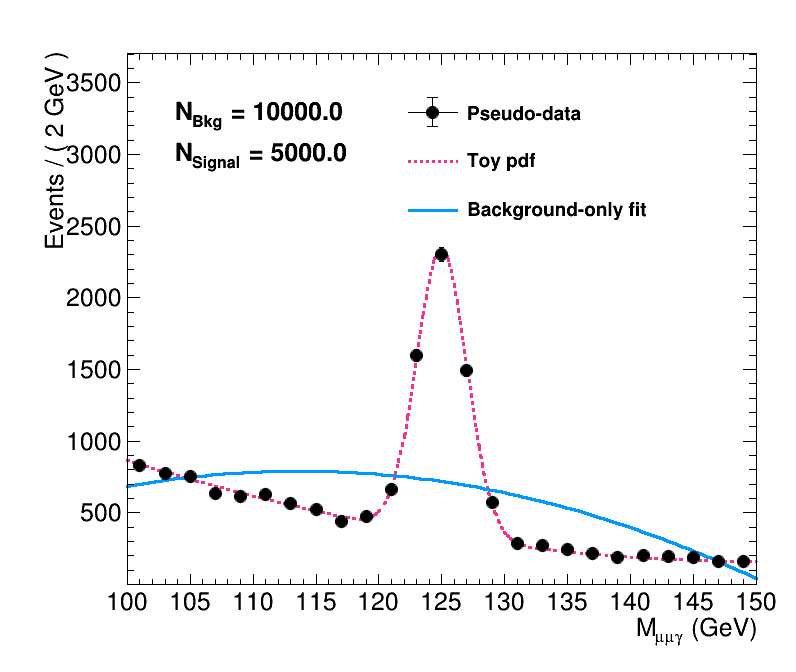 Events / ( 2 GeV )
3500
3000
2500
2000
1500
1000
500
N_Bkg = 10000.0
N_Signal = 5000.0
Pseudo-data
Toy pdf
Background-only fit
100 105 110 115 120 125 130 135 140 145 150
M_μμγ (GeV)